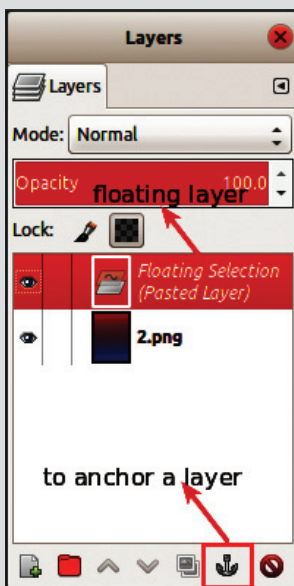 Layers
Layers
Mode: Normal
Opacity 100.0
floating layer
Lock:
Floating Selection
(Pasted Layer)
2.png
to anchor a layer